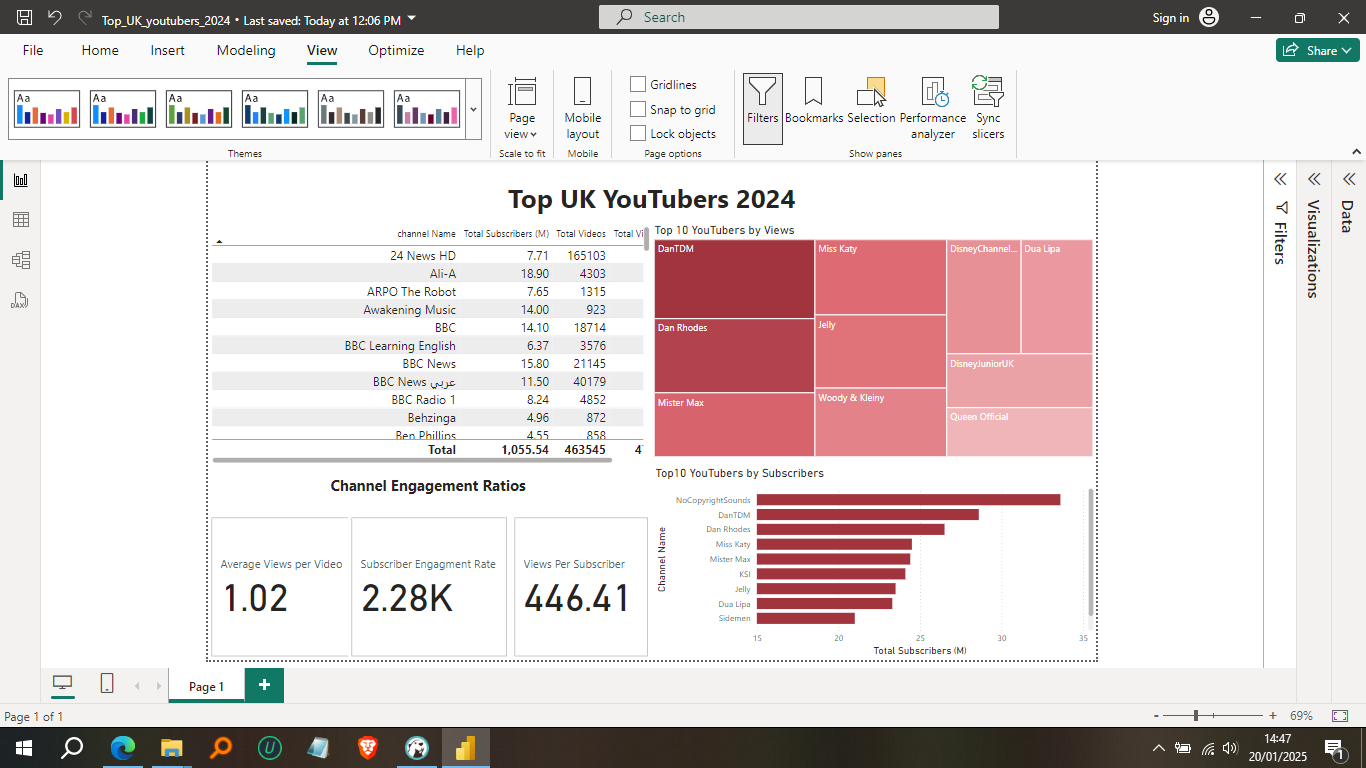 Top_UK_youtubers_2024 • Last saved: Today at 12:06 PM
Search
Sign in
File Home Insert Modeling View Optimize Help
Share
Aa Aa Aa Aa Aa Aa
Themes
Page view
Scale to fit
Mobile layout
Mobile
Gridlines
Snap to grid
Lock objects
Page options
Filters
Bookmarks
Selection
Performance analyzer
Sync slicers
Show panes
Top UK YouTubers 2024
channel Name Total Subscribers (M) Total Videos Total Vi
24 News HD 7.71 165103
Ali-A 18.90 4303
ARPO The Robot 7.65 1315
Awakening Music 14.00 923
BBC 14.10 18714
BBC Learning English 6.37 3576
BBC News 15.80 21145
BBC News عربي 11.50 40179
BBC Radio 1 8.24 4852
Behzinga 4.96 872
Ben Phillips 4.55 858
Total 1,055.54 463545 4
Top 10 YouTubers by Views
DanTDM
Dan Rhodes
Mister Max
Miss Katy
Jelly
Woody & Kleiny
DisneyChannel...
Dua Lipa
DisneyJuniorUK
Queen Official
Channel Engagement Ratios
Average Views per Video
1.02
Subscriber Engagment Rate
2.28K
Views Per Subscriber
446.41
Top10 YouTubers by Subscribers
Channel Name
NoCopyrightSounds
DanTDM
Dan Rhodes
Miss Katy
Mister Max
KSI
Jelly
Dua Lipa
Sidemen
15 20 25 30 35
Total Subscribers (M)
Filters
Visualizations
Data
DAX
Page 1
Page 1 of 1
- + 69%
14:47
20/01/2025
1